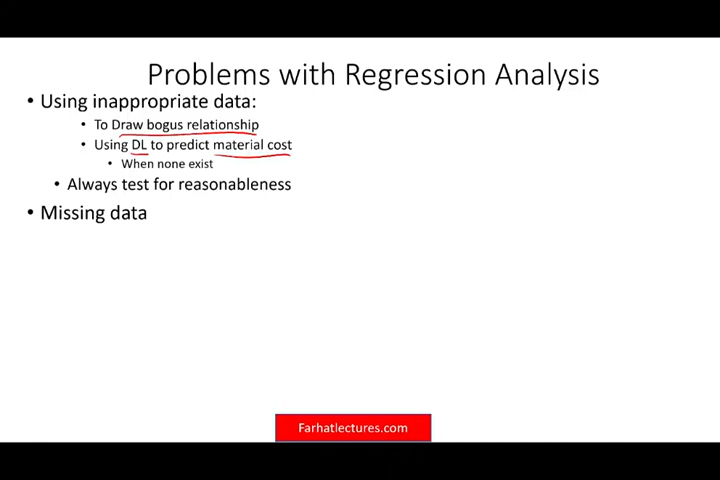 Problems with Regression Analysis
• Using inappropriate data:
• To Draw bogus relationship
• Using DL to predict material cost
• When none exist
• Always test for reasonableness
• Missing data
Farhatlectures.com